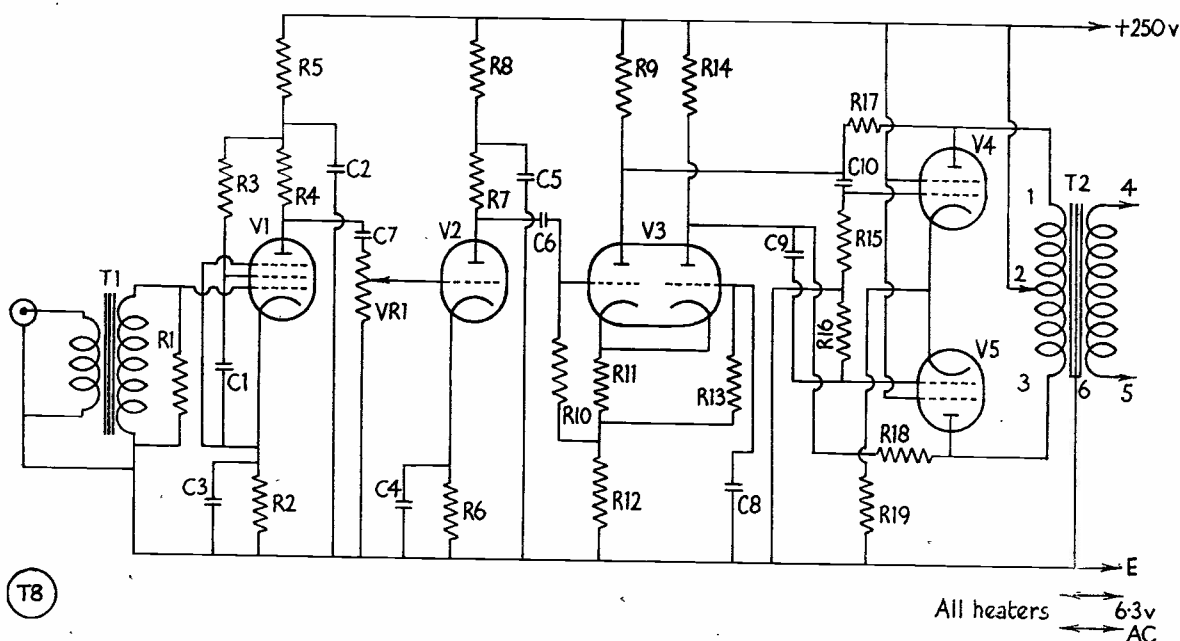 +250v
R5
R8
R9
R14
R17
V4
C10
T2
4
R3
R4
C2
R7
C5
1
V1
C7
V2
C6
V3
C9
R15
2
T1
VR1
R1
R16
V5
C1
R11
R13
3
6
5
R10
R18
C3
R2
C4
R6
R12
C8
R19
E
T8
All heaters
6·3v
AC